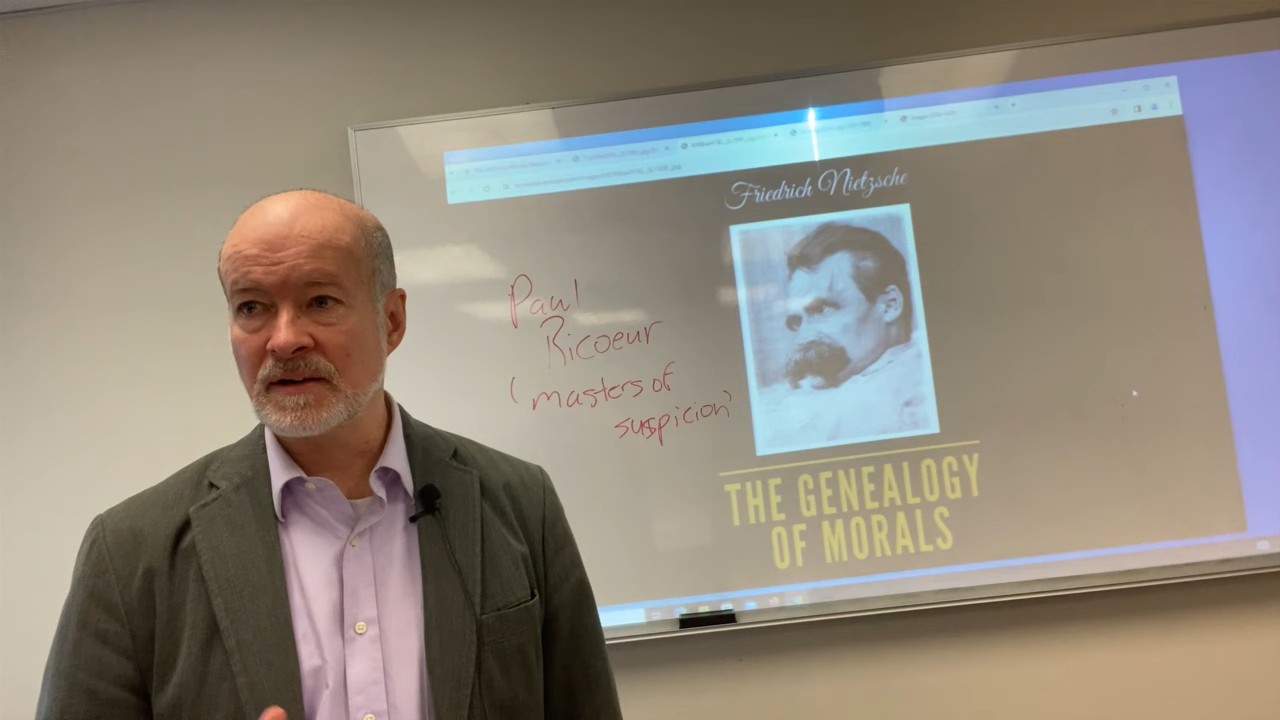 Friedrich Nietzsche
Paul
Ricoeur
(masters of
suspicion)
THE GENEALOGY
OF MORALS